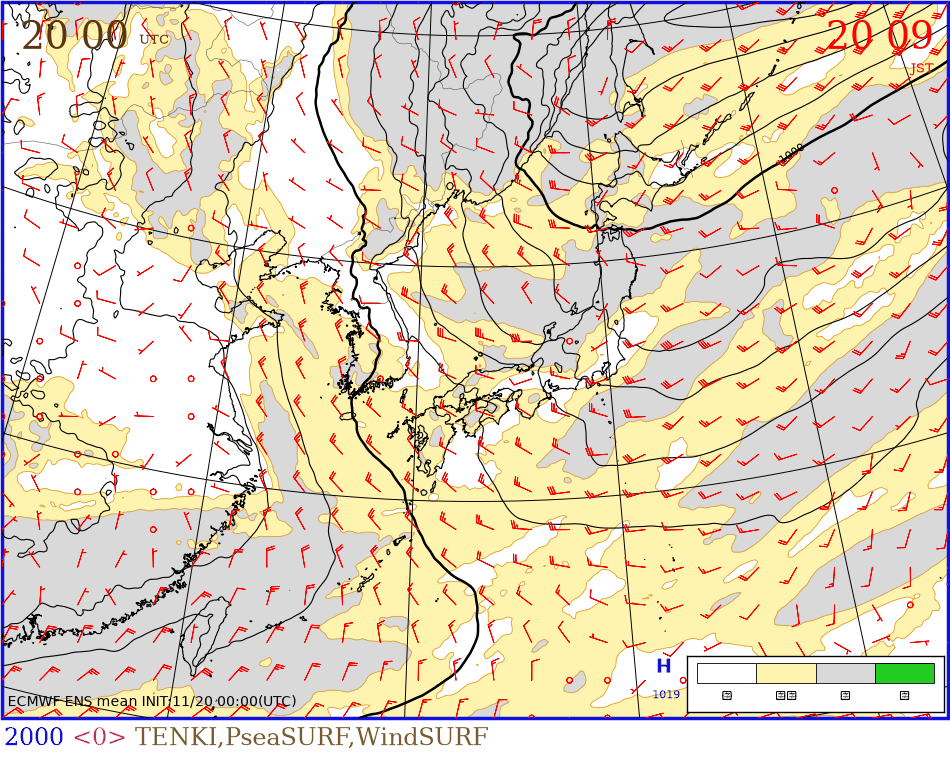 20 00 UTC
20 09
JST
1000
H
1019
ECMWF ENS mean INIT:11/20 00:00(UTC)
2000 <0> TENKI,PseaSURF,WindSURF